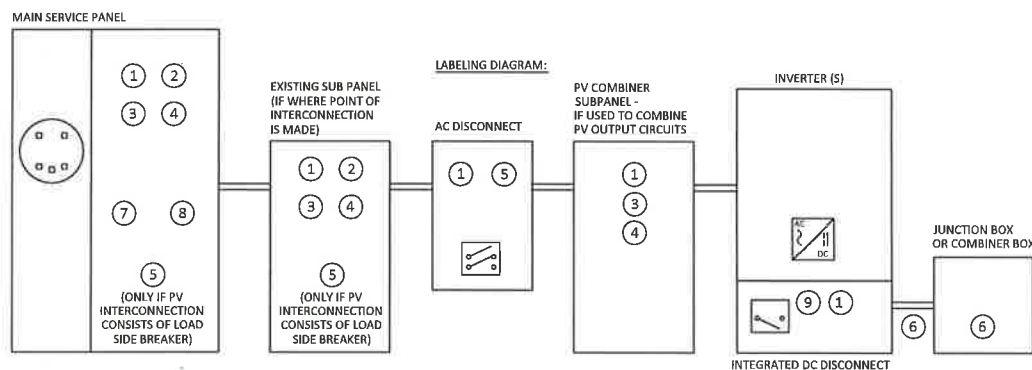 MAIN SERVICE PANEL
1 2
3 4
7 8
5
(ONLY IF PV
INTERCONNECTION
CONSISTS OF LOAD
SIDE BREAKER)
EXISTING SUB PANEL
(IF WHERE POINT OF
INTERCONNECTION
IS MADE)
1 2
3 4
5
(ONLY IF PV
INTERCONNECTION
CONSISTS OF LOAD
SIDE BREAKER)
LABELING DIAGRAM:
AC DISCONNECT
1 5
PV COMBINER
SUBPANEL -
IF USED TO COMBINE
PV OUTPUT CIRCUITS
1
3
4
INVERTER (S)
AC
DC
9 1
INTEGRATED DC DISCONNECT
6
JUNCTION BOX
OR COMBINER BOX
6